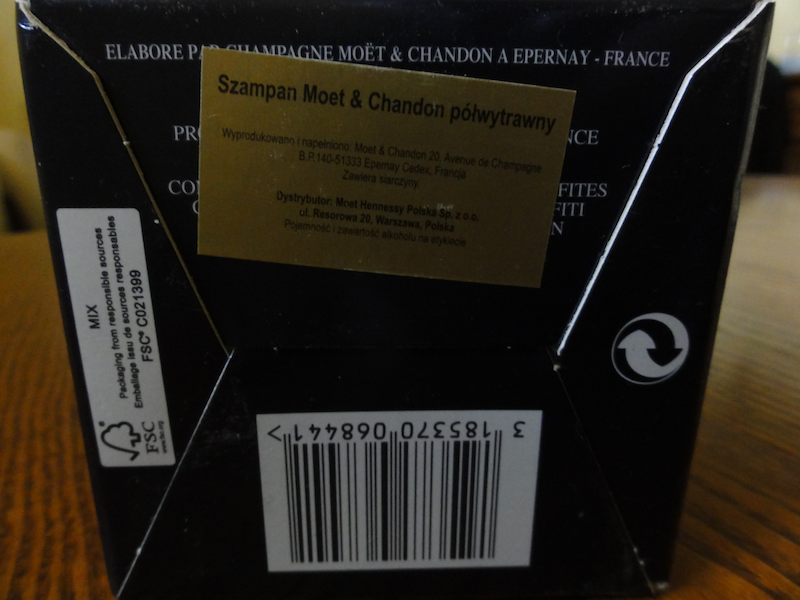 ELABORE PAR CHAMPAGNE MOËT & CHANDON A EPERNAY - FRANCE
Szampan Moet & Chandon półwytrawny
Wyprodukowano i napełniono: Moet & Chandon 20, Avenue de Champagne
B.P.140-51333 Epernay Cedex, Francja
Zawiera siarczyny.
Dystrybutor: Moet Hennessy Polska Sp. z o.o.
ul. Resorowa 20, Warszawa, Polska
Pojemność i zawartość alkoholu na etykiecie
MIX
Packaging from responsible sources
Emballage issu de sources responsables
FSC® C021399
FSC
www.fsc.org
3 185370 068441 >